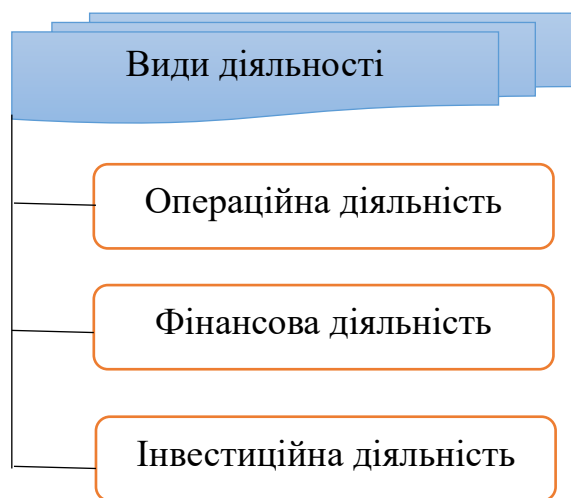 Види діяльності
Операційна діяльність
Фінансова діяльність
Інвестиційна діяльність